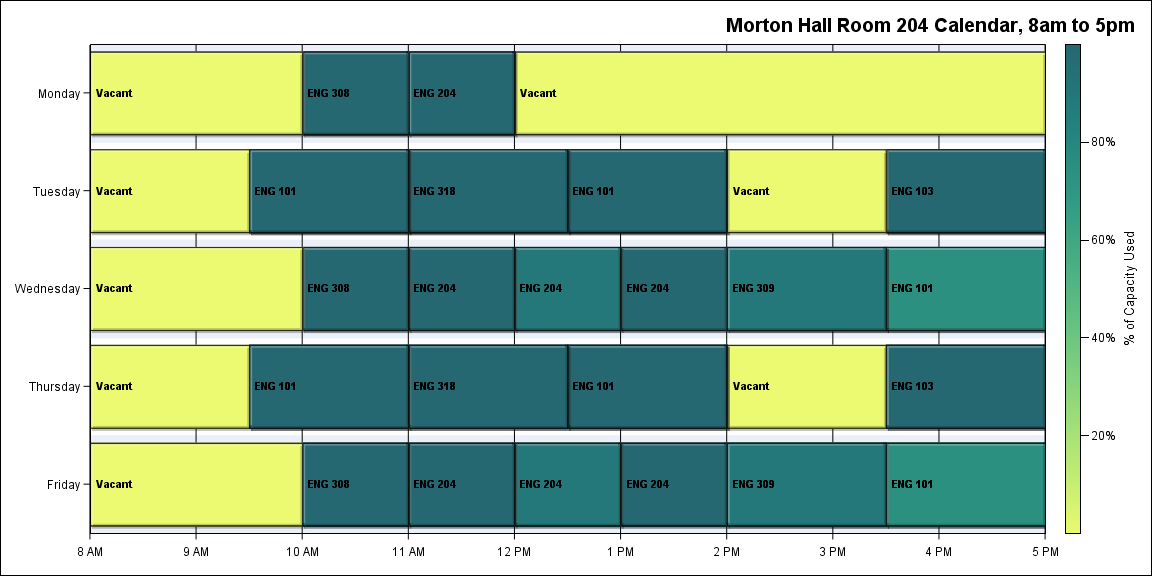 Morton Hall Room 204 Calendar, 8am to 5pm
Monday
Vacant
ENG 308
ENG 204
Vacant
Tuesday
Vacant
ENG 101
ENG 318
ENG 101
Vacant
ENG 103
Wednesday
Vacant
ENG 308
ENG 204
ENG 204
ENG 204
ENG 309
ENG 101
Thursday
Vacant
ENG 101
ENG 318
ENG 101
Vacant
ENG 103
Friday
Vacant
ENG 308
ENG 204
ENG 204
ENG 204
ENG 309
ENG 101
8 AM
9 AM
10 AM
11 AM
12 PM
1 PM
2 PM
3 PM
4 PM
5 PM
80%
60%
40%
20%
% of Capacity Used